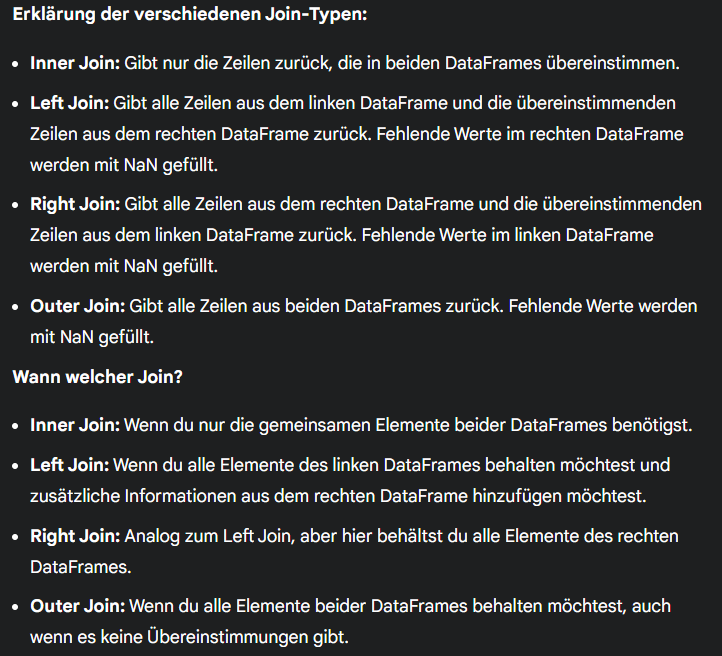 Erklärung der verschiedenen Join-Typen:
• Inner Join: Gibt nur die Zeilen zurück, die in beiden DataFrames übereinstimmen.
• Left Join: Gibt alle Zeilen aus dem linken DataFrame und die übereinstimmenden
Zeilen aus dem rechten DataFrame zurück. Fehlende Werte im rechten DataFrame
werden mit NaN gefüllt.
• Right Join: Gibt alle Zeilen aus dem rechten DataFrame und die übereinstimmenden
Zeilen aus dem linken DataFrame zurück. Fehlende Werte im linken DataFrame
werden mit NaN gefüllt.
• Outer Join: Gibt alle Zeilen aus beiden DataFrames zurück. Fehlende Werte werden
mit NaN gefüllt.
Wann welcher Join?
• Inner Join: Wenn du nur die gemeinsamen Elemente beider DataFrames benötigst.
• Left Join: Wenn du alle Elemente des linken DataFrames behalten möchtest und
zusätzliche Informationen aus dem rechten DataFrame hinzufügen möchtest.
• Right Join: Analog zum Left Join, aber hier behältst du alle Elemente des rechten
DataFrames.
• Outer Join: Wenn du alle Elemente beider DataFrames behalten möchtest, auch
wenn es keine Übereinstimmungen gibt.